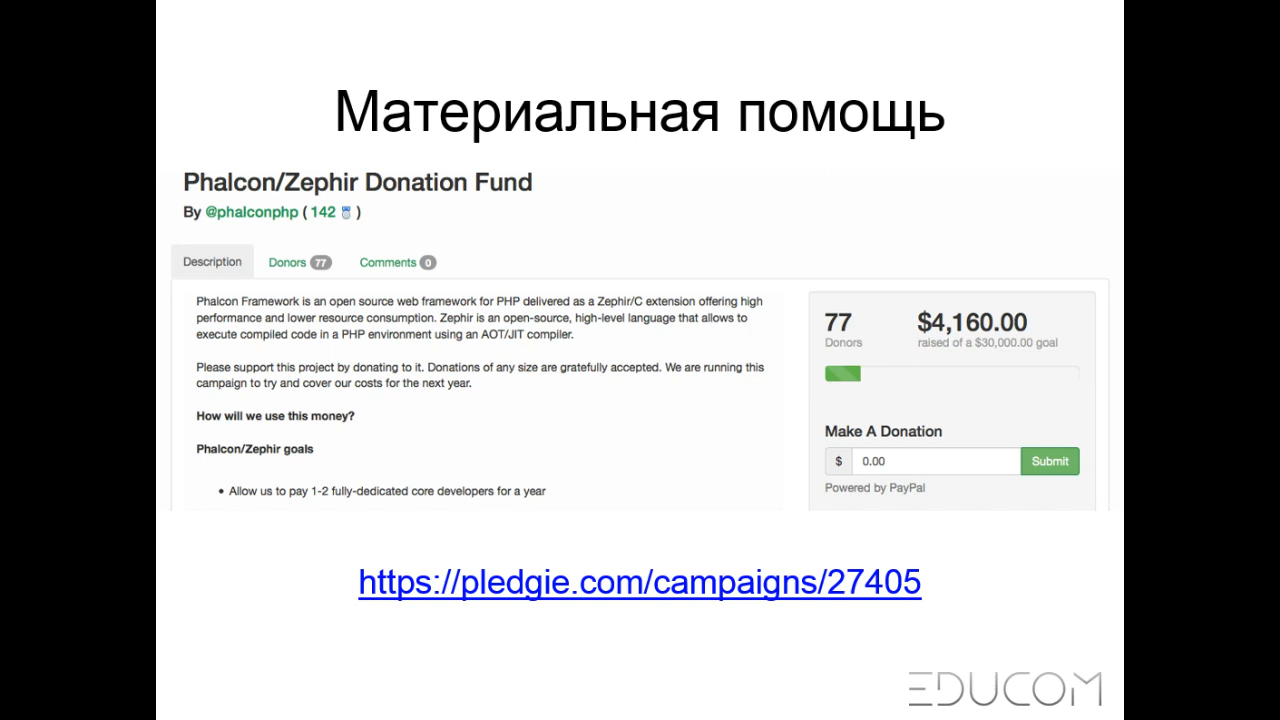 Материальная помощь
Phalcon/Zephir Donation Fund
By @phalconphp ( 142 )
Description Donors 77 Comments 0
Phalcon Framework is an open source web framework for PHP delivered as a Zephir/C extension offering high
performance and lower resource consumption. Zephir is an open-source, high-level language that allows to
execute compiled code in a PHP environment using an AOT/JIT compiler.
Please support this project by donating to it. Donations of any size are gratefully accepted. We are running this
campaign to try and cover our costs for the next year.
How will we use this money?
Phalcon/Zephir goals
• Allow us to pay 1-2 fully-dedicated core developers for a year
77 $4,160.00
Donors raised of a $30,000.00 goal
Make A Donation
$ 0.00 Submit
Powered by PayPal
https://pledgie.com/campaigns/27405
EDUCOM